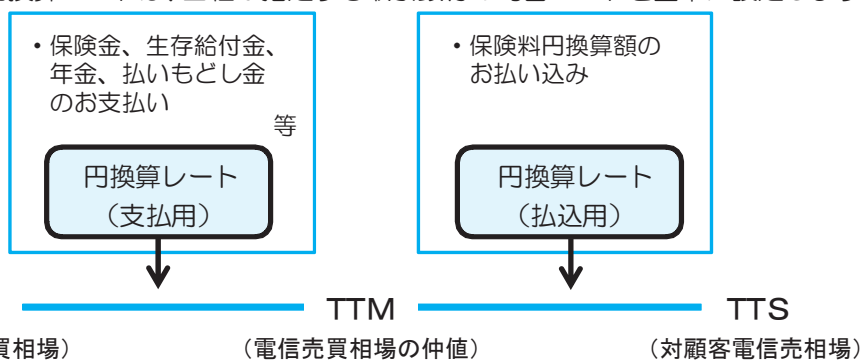 ・保険金、生存給付金、
年金、払いもどし金
のお支払い
等
円換算レート
（支払用）
・保険料円換算額の
お払い込み
円換算レート
（払込用）
TTM
TTS
買相場）
（電信売買相場の仲値）
（対顧客電信売相場）